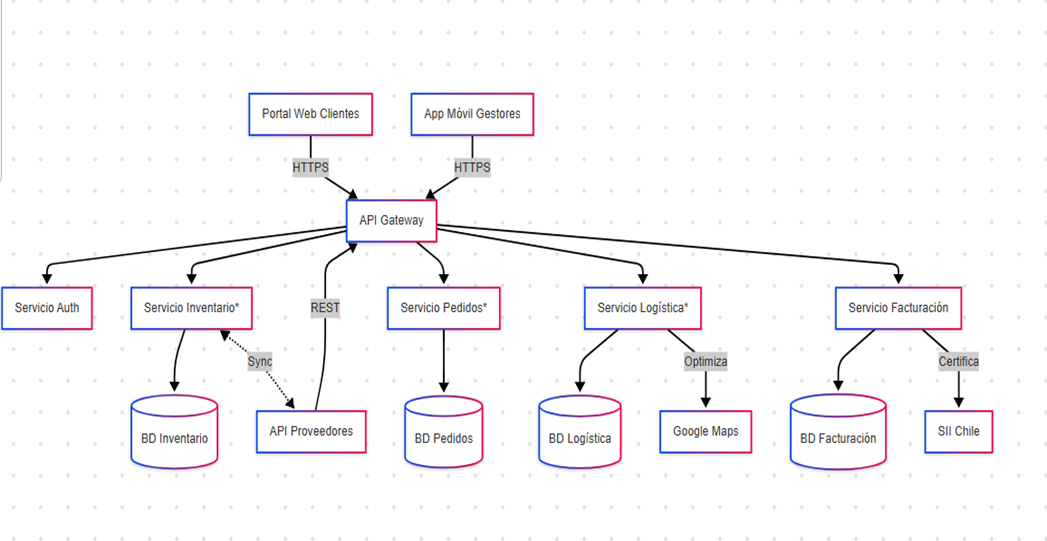 Portal Web Clientes
App Móvil Gestores
HTTPS
HTTPS
API Gateway
Servicio Auth
Servicio Inventario*
REST
Servicio Pedidos*
Servicio Logística*
Servicio Facturación
Sync
Optimiza
Certifica
BD Inventario
API Proveedores
BD Pedidos
BD Logística
Google Maps
BD Facturación
SII Chile